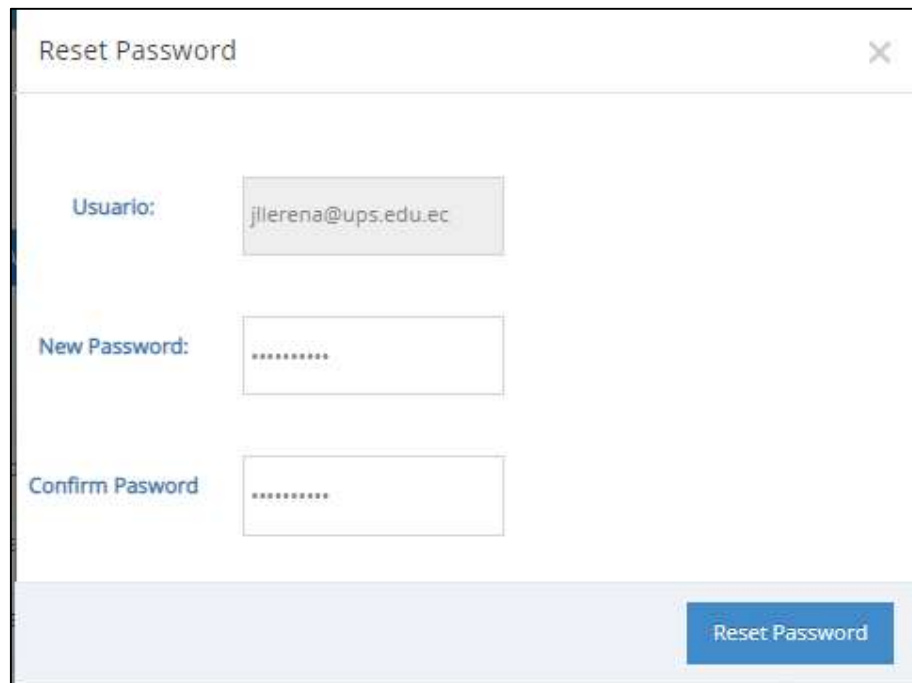 Reset Password
Usuario: jllerena@ups.edu.ec
New Password: ••••••••••
Confirm Pasword ••••••••••
Reset Password